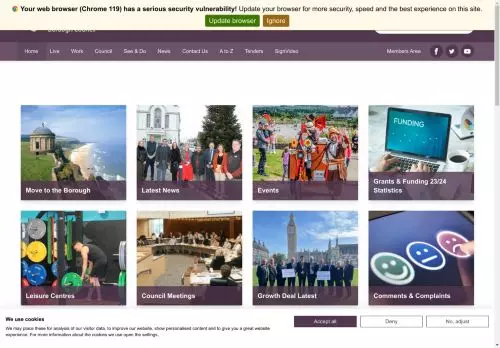 Your web browser (Chrome 119) has a serious security vulnerability! Update your browser for more security, speed and the best experience on this site.
Update browser
Ignore
Borough Council
Home
Live
Work
Council
See & Do
News
Contact Us
A to Z
Tenders
SignVideo
Members Area
Move to the Borough
Latest News
Events
FUNDING
Grants & Funding 23/24
Statistics
Leisure Centres
Council Meetings
Growth Deal Latest
Comments & Complaints
We use cookies
We may place these for analysis of our visitor data, to improve our website, show personalised content and to give you a great
website experience. For more information about the cookies we use open the settings.
Accept all
Deny
No, adjust